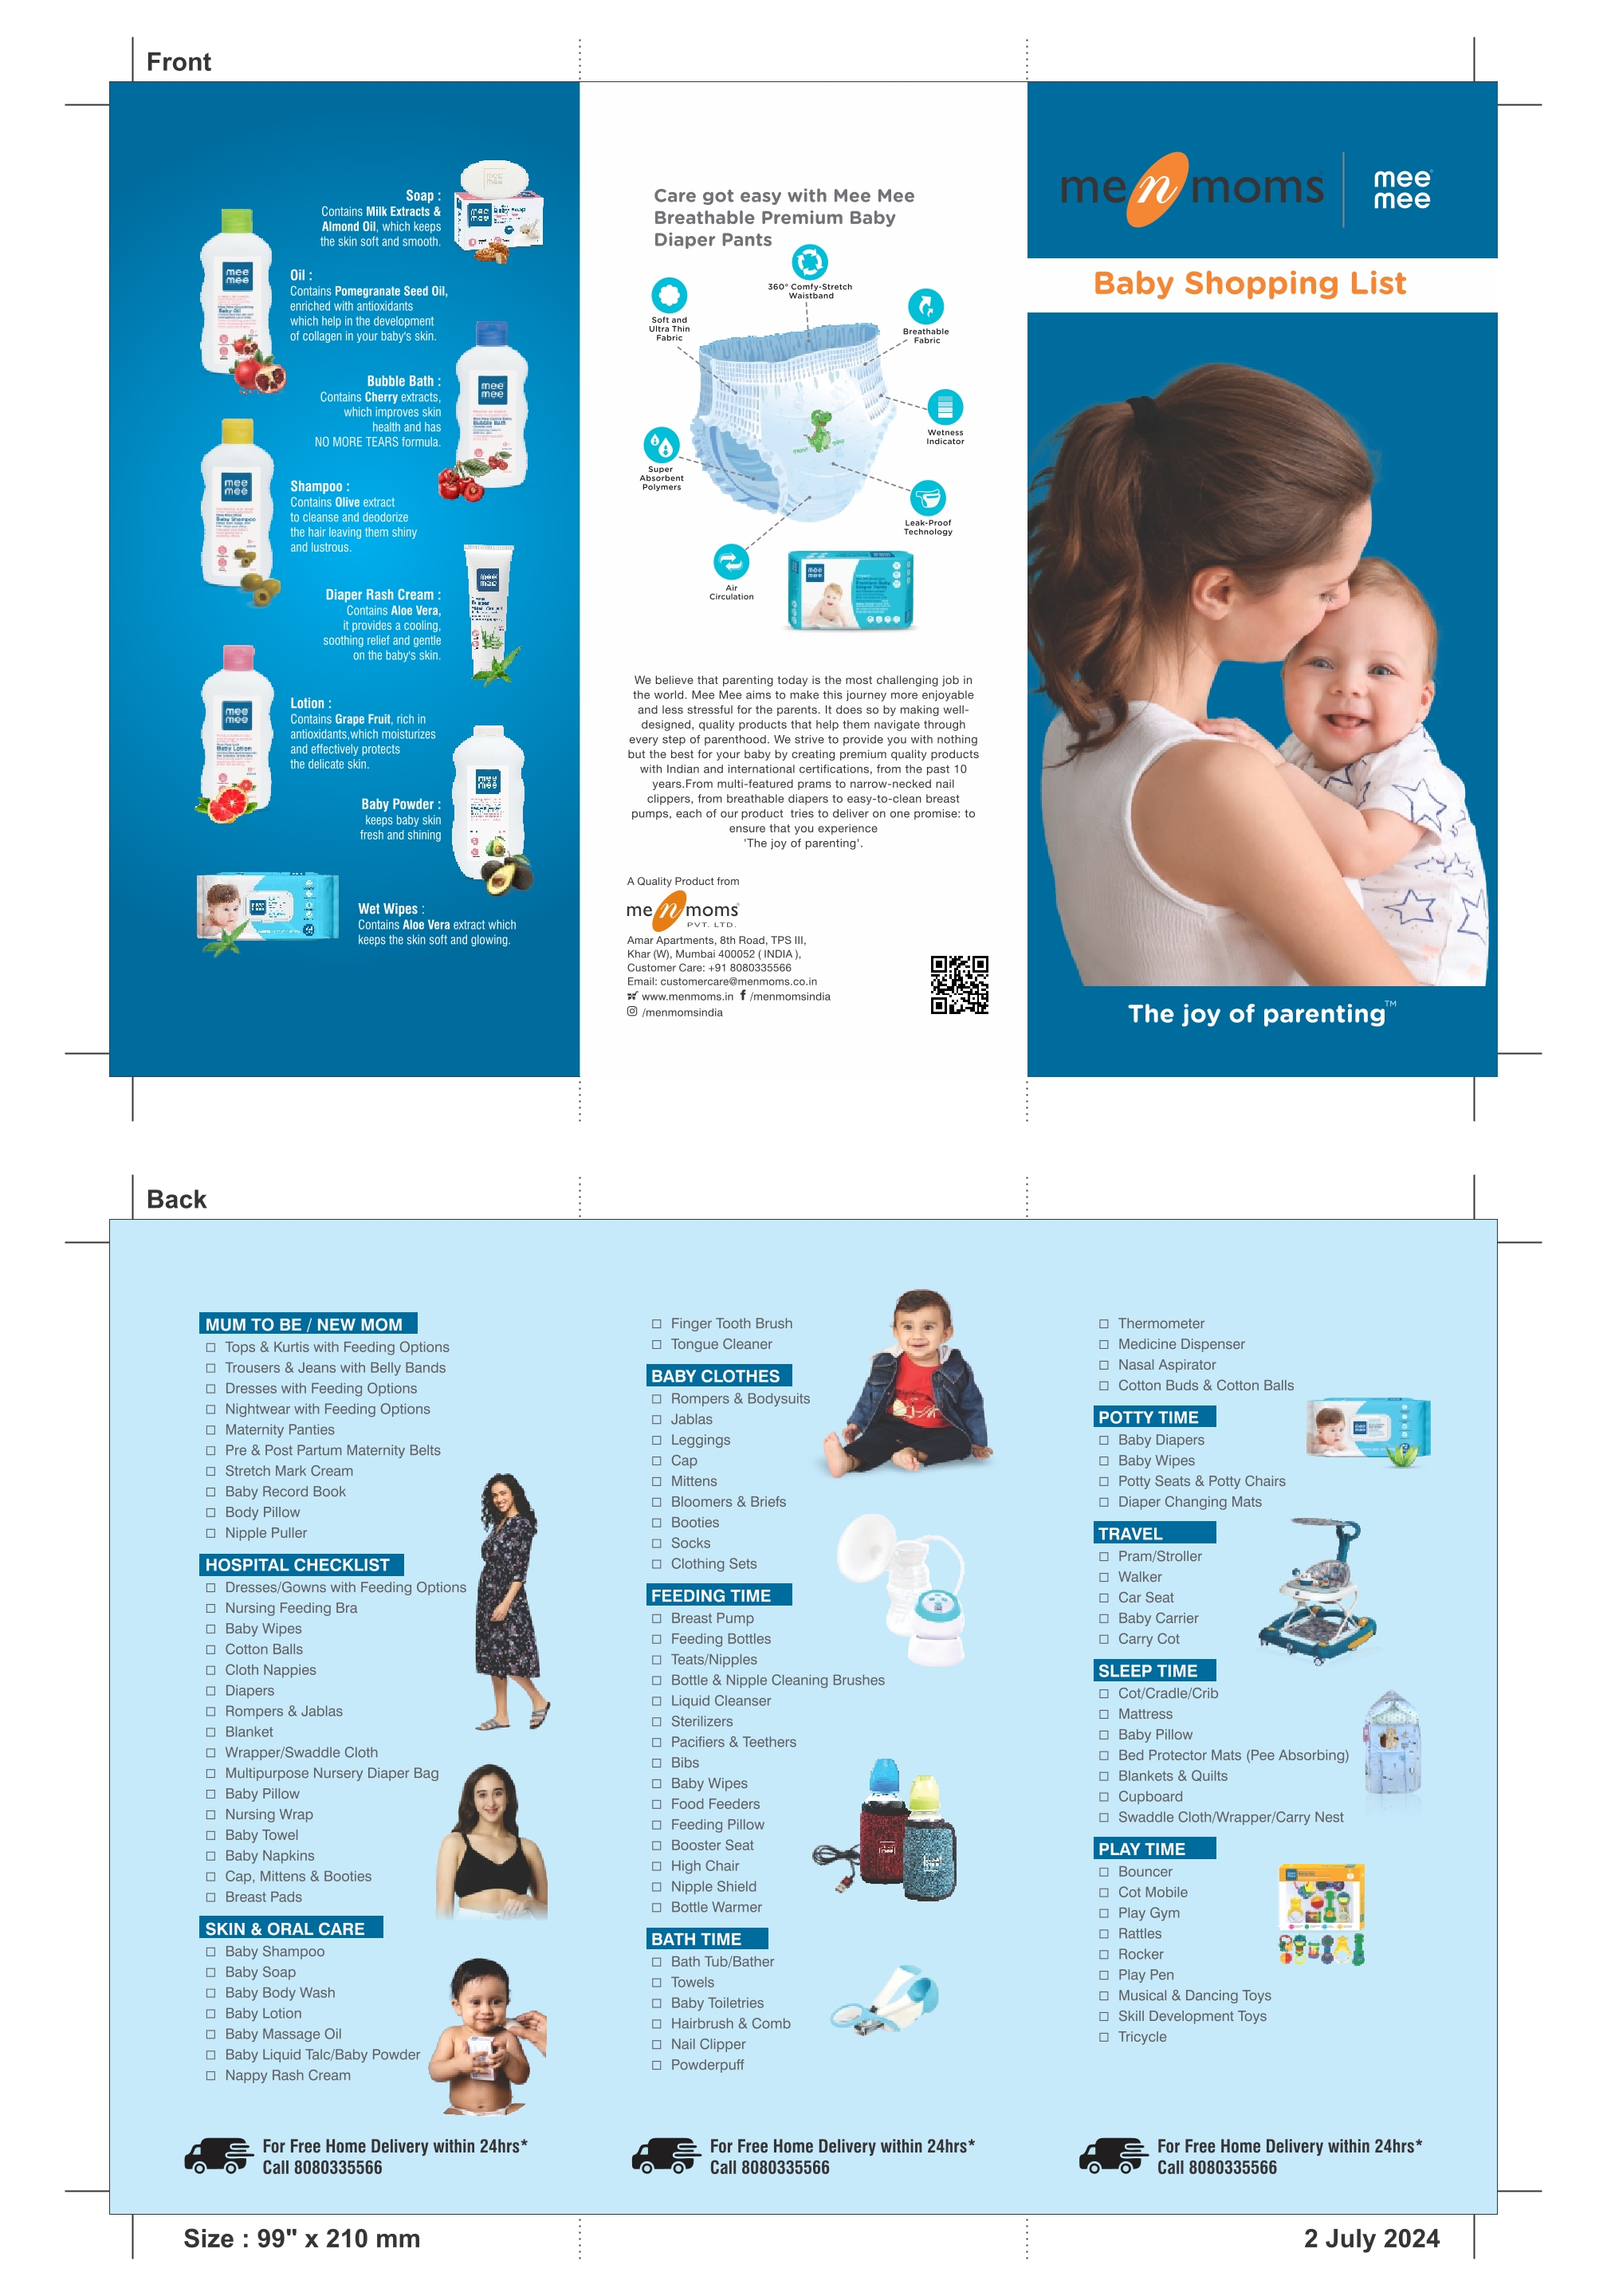 Front
Soap :
Contains Milk Extracts &
Almond Oil, which keeps
the skin soft and smooth.
Oil :
Contains Pomegranate Seed Oil,
enriched with antioxidants
which help in the development
of collagen in your baby's skin.
Bubble Bath :
Contains Cherry extracts,
which improves skin
health and has
NO MORE TEARS formula.
Shampoo :
Contains Olive extract
to cleanse and deodorize
the hair leaving them shiny
and lustrous.
Diaper Rash Cream :
Contains Aloe Vera,
it provides a cooling,
soothing relief and gentle
on the baby's skin.
Lotion :
Contains Grape Fruit, rich in
antioxidants,which moisturizes
and effectively protects
the delicate skin.
Baby Powder :
keeps baby skin
fresh and shining
Wet Wipes :
Contains Aloe Vera extract which
keeps the skin soft and glowing.
Care got easy with Mee Mee
Breathable Premium Baby
Diaper Pants
360° Comfy-Stretch
Waistband
Soft and
Ultra Thin
Fabric
Breathable
Fabric
Wetness
Indicator
Super
Absorbent
Polymers
Leak-Proof
Technology
Air
Circulation
We believe that parenting today is the most challenging job in
the world. Mee Mee aims to make this journey more enjoyable
and less stressful for the parents. It does so by making well-
designed, quality products that help them navigate through
every step of parenthood. We strive to provide you with nothing
but the best for your baby by creating premium quality products
with Indian and international certifications, from the past 10
years.From multi-featured prams to narrow-necked nail
clippers, from breathable diapers to easy-to-clean breast
pumps, each of our product tries to deliver on one promise: to
ensure that you experience
'The joy of parenting'.
A Quality Product from
me n moms
PVT. LTD.
Amar Apartments, 8th Road, TPS III,
Khar (W), Mumbai 400052 ( INDIA ),
Customer Care: +91 8080335566
Email: customercare@menmoms.co.in
www.menmoms.in f /menmomsindia
/menmomsindia
me n moms
mee
mee
Baby Shopping List
The joy of parenting™
Back
MUM TO BE / NEW MOM
Tops & Kurtis with Feeding Options
Trousers & Jeans with Belly Bands
Dresses with Feeding Options
Nightwear with Feeding Options
Maternity Panties
Pre & Post Partum Maternity Belts
Stretch Mark Cream
Baby Record Book
Body Pillow
Nipple Puller
HOSPITAL CHECKLIST
Dresses/Gowns with Feeding Options
Nursing Feeding Bra
Baby Wipes
Cotton Balls
Cloth Nappies
Diapers
Rompers & Jablas
Blanket
Wrapper/Swaddle Cloth
Multipurpose Nursery Diaper Bag
Baby Pillow
Nursing Wrap
Baby Towel
Baby Napkins
Cap, Mittens & Booties
Breast Pads
SKIN & ORAL CARE
Baby Shampoo
Baby Soap
Baby Body Wash
Baby Lotion
Baby Massage Oil
Baby Liquid Talc/Baby Powder
Nappy Rash Cream
For Free Home Delivery within 24hrs*
Call 8080335566
Finger Tooth Brush
Tongue Cleaner
BABY CLOTHES
Rompers & Bodysuits
Jablas
Leggings
Cap
Mittens
Bloomers & Briefs
Booties
Socks
Clothing Sets
FEEDING TIME
Breast Pump
Feeding Bottles
Teats/Nipples
Bottle & Nipple Cleaning Brushes
Liquid Cleanser
Sterilizers
Pacifiers & Teethers
Bibs
Baby Wipes
Food Feeders
Feeding Pillow
Booster Seat
High Chair
Nipple Shield
Bottle Warmer
BATH TIME
Bath Tub/Bather
Towels
Baby Toiletries
Hairbrush & Comb
Nail Clipper
Powderpuff
For Free Home Delivery within 24hrs*
Call 8080335566
Thermometer
Medicine Dispenser
Nasal Aspirator
Cotton Buds & Cotton Balls
POTTY TIME
Baby Diapers
Baby Wipes
Potty Seats & Potty Chairs
Diaper Changing Mats
TRAVEL
Pram/Stroller
Walker
Car Seat
Baby Carrier
Carry Cot
SLEEP TIME
Cot/Cradle/Crib
Mattress
Baby Pillow
Bed Protector Mats (Pee Absorbing)
Blankets & Quilts
Cupboard
Swaddle Cloth/Wrapper/Carry Nest
PLAY TIME
Bouncer
Cot Mobile
Play Gym
Rattles
Rocker
Play Pen
Musical & Dancing Toys
Skill Development Toys
Tricycle
For Free Home Delivery within 24hrs*
Call 8080335566
Size : 99" x 210 mm
2 July 2024